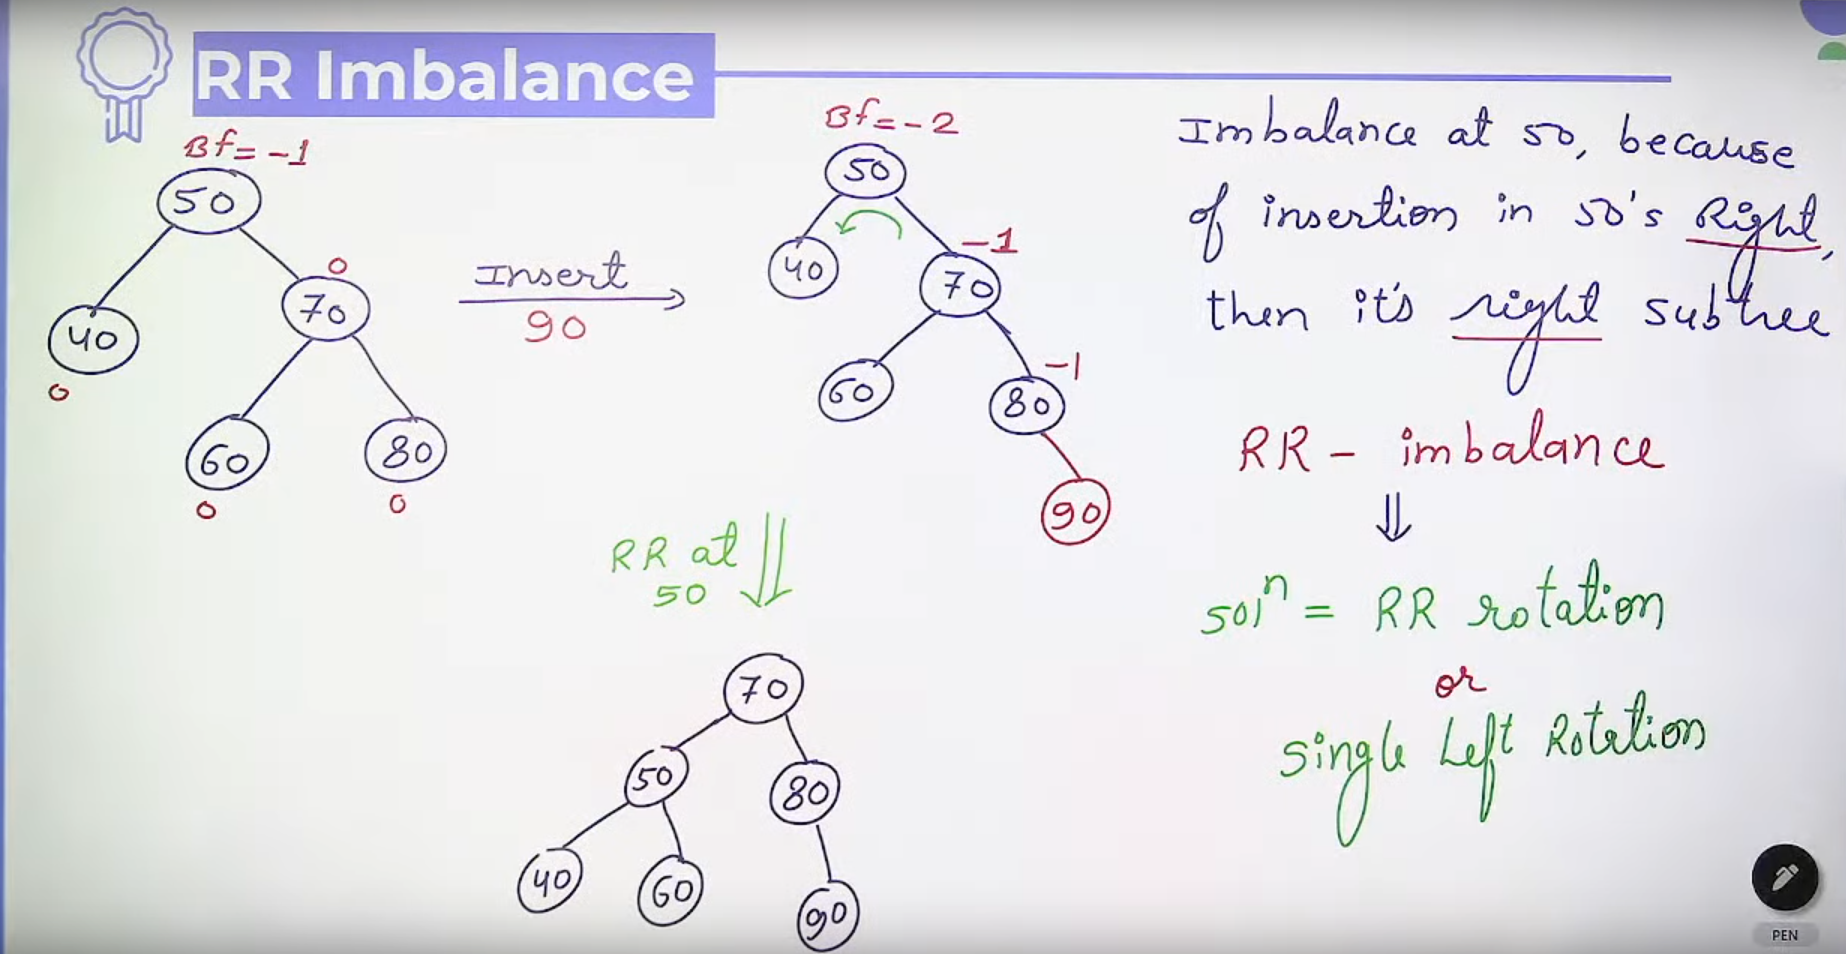 RR Imbalance
Bf = -1
50
0
40
70
0
60
80
0
0
Insert
90
Bf = -2
50
-1
40
70
-1
60
80
90
RR at
50
70
50
80
40
60
90
Imbalance at 50, because
of insertion in 50's Right,
then it's right subtree
RR - imbalance
⇓
solⁿ = RR rotation
or
Single Left Rotation
PEN